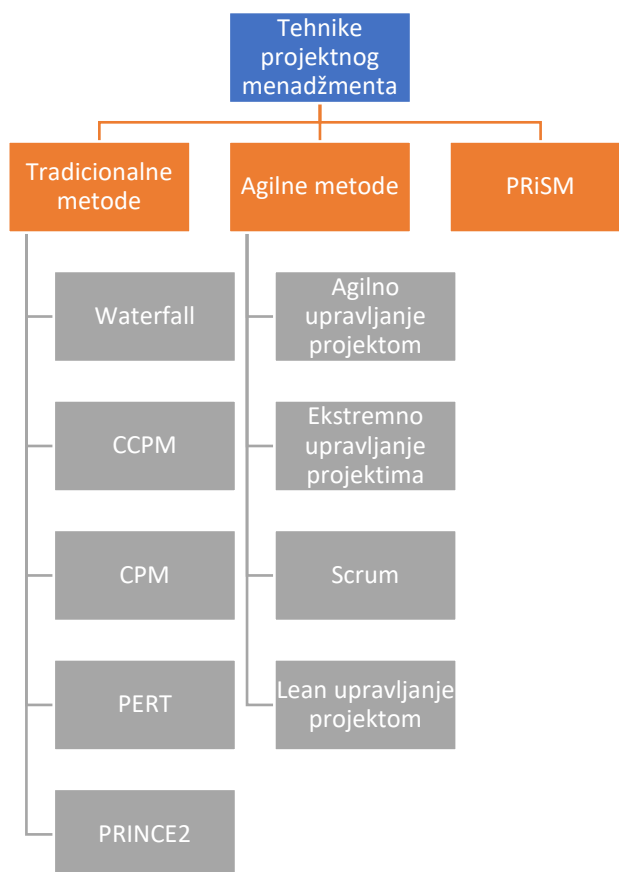 Tehnike
projektnog
menadžmenta
Tradicionalne
metode
Agilne metode
PRiSM
Waterfall
CCPM
CPM
PERT
PRINCE2
Agilno
upravljanje
projektom
Ekstremno
upravljanje
projektima
Scrum
Lean upravljanje
projektom